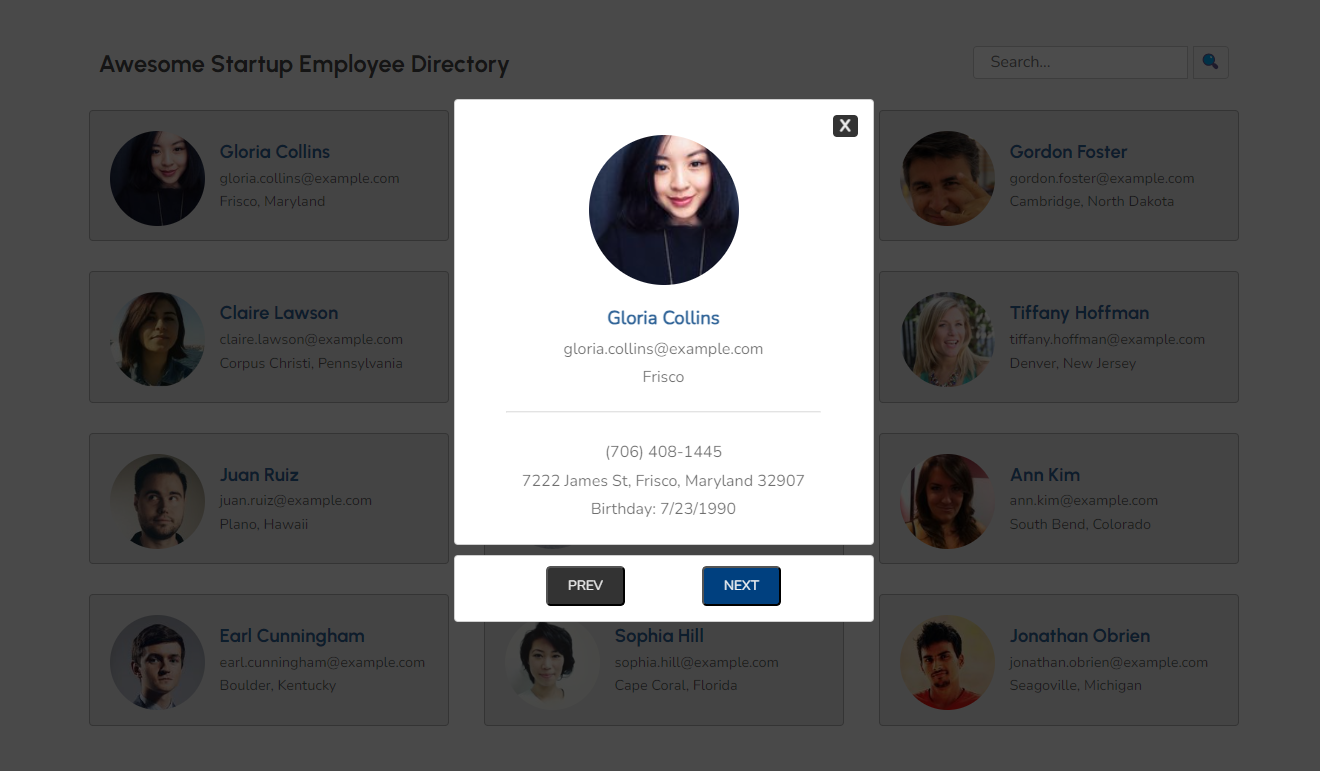 Awesome Startup Employee Directory
Search...
X
Gloria Collins
gloria.collins@example.com
Frisco, Maryland
Gordon Foster
gordon.foster@example.com
Cambridge, North Dakota
Claire Lawson
claire.lawson@example.com
Corpus Christi, Pennsylvania
Tiffany Hoffman
tiffany.hoffman@example.com
Denver, New Jersey
Juan Ruiz
juan.ruiz@example.com
Plano, Hawaii
Ann Kim
ann.kim@example.com
South Bend, Colorado
Earl Cunningham
earl.cunningham@example.com
Boulder, Kentucky
Sophia Hill
sophia.hill@example.com
Cape Coral, Florida
Jonathan Obrien
jonathan.obrien@example.com
Seagoville, Michigan
Gloria Collins
gloria.collins@example.com
Frisco
(706) 408-1445
7222 James St, Frisco, Maryland 32907
Birthday: 7/23/1990
PREV
NEXT